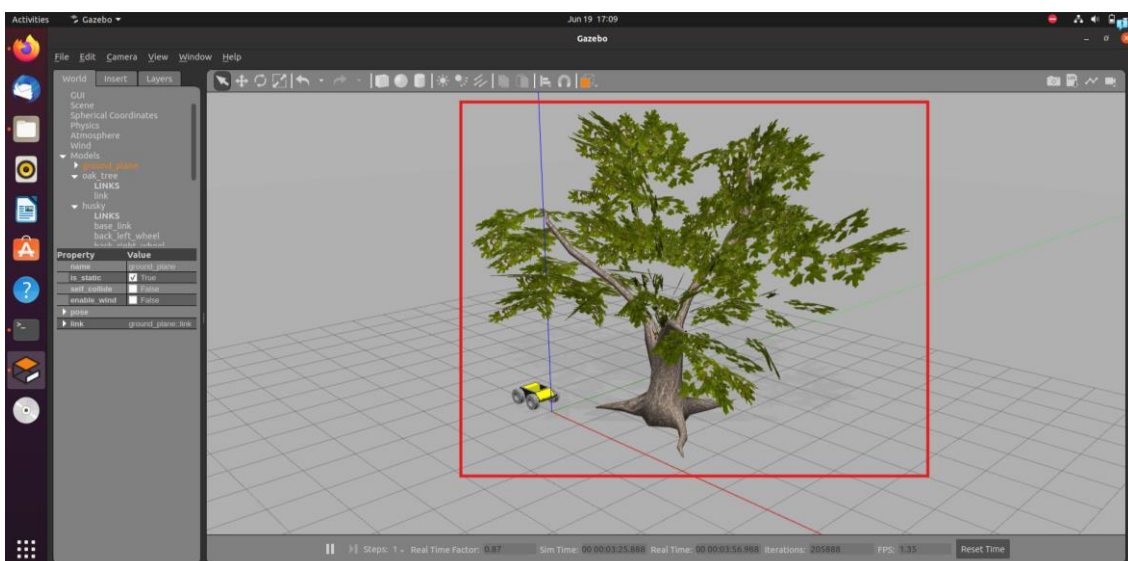 Activities Gazebo Jun 19 17:09
Gazebo
File Edit Camera View Window Help
World Insert Layers
GUI
Scene
Spherical Coordinates
Physics
Atmosphere
Wind
Models
ground_plane
oak_tree
LINKS
link
husky
LINKS
base_link
back_left_wheel
back_right_wheel
Property Value
name ground_plane
is_static True
self_collide False
enable_wind False
pose
link ground_plane::link
Steps: 1 Real Time Factor: 0.87 Sim Time: 00 00:03:25.888 Real Time: 00 00:03:56.988 Iterations: 205888 FPS: 1.35 Reset Time